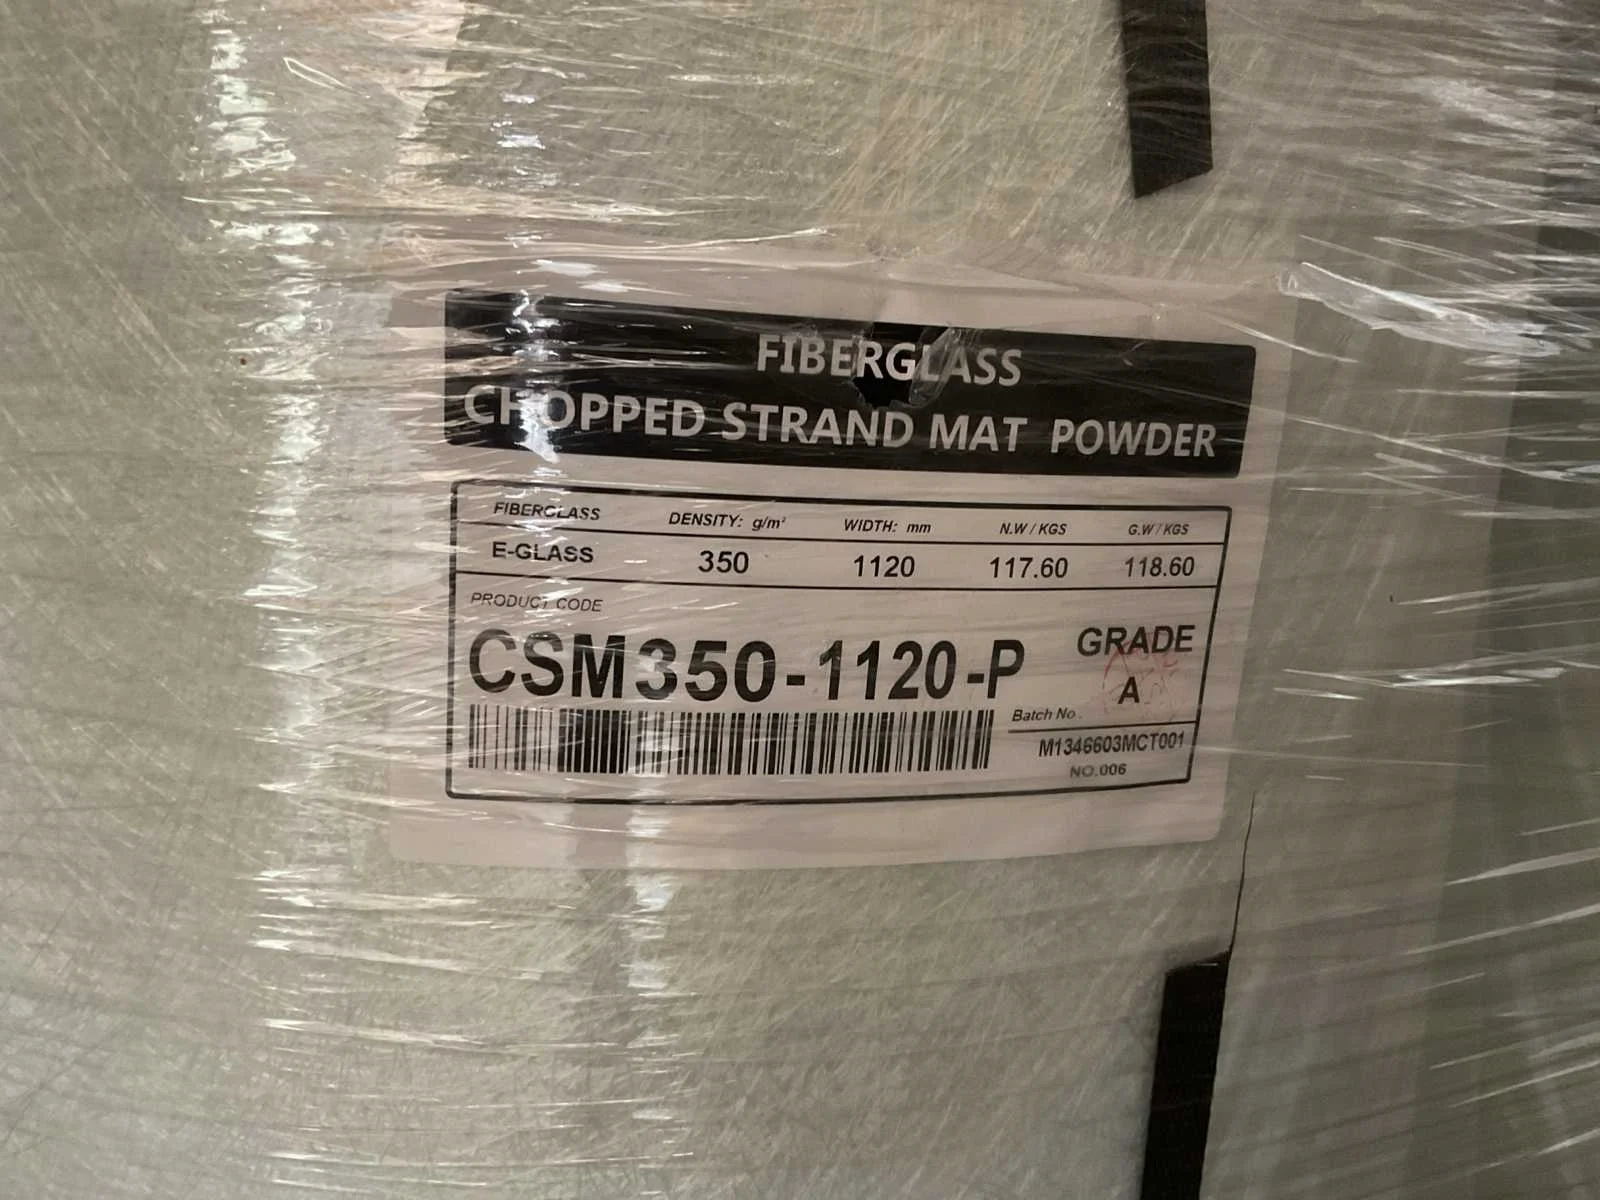 FIBERGLASS
CHOPPED STRAND MAT POWDER
FIBERGLASS DENSITY: g/m² WIDTH: mm N.W / KGS G.W / KGS
E-GLASS 350 1120 117.60 118.60
PRODUCT CODE
CSM350-1120-P
GRADE
A
Batch No.
M1346603MCT001
NO.006